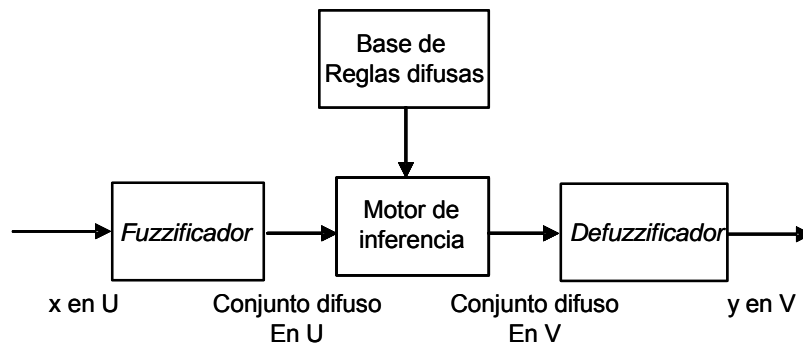 Base de
Reglas difusas
Fuzzificador
Motor de
inferencia
Defuzzificador
x en U
Conjunto difuso
En U
Conjunto difuso
En V
y en V